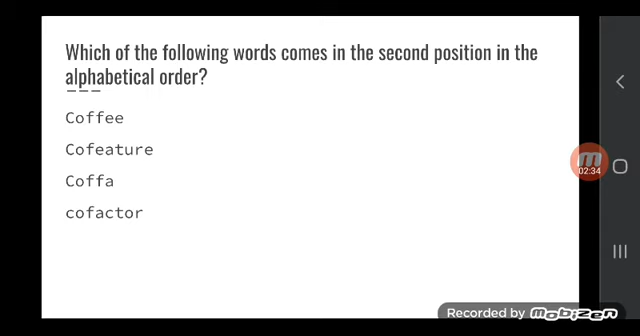 Which of the following words comes in the second position in the
alphabetical order?
Coffee
Cofeature
Coffa
cofactor
02:34
Recorded by Mobizen